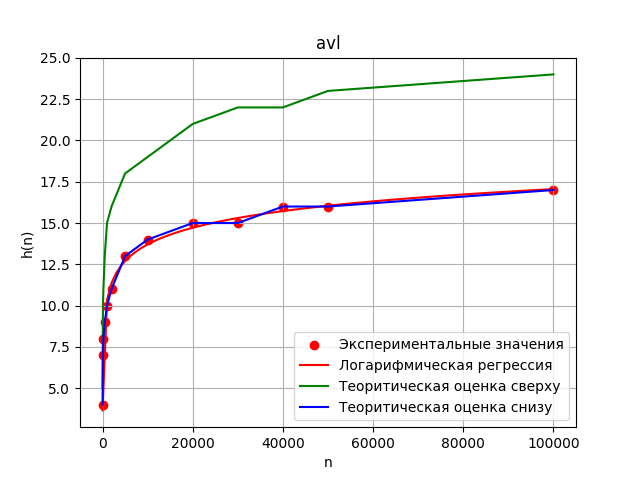 avl
25.0
22.5
20.0
17.5
15.0
12.5
10.0
7.5
5.0
h(n)
Экспериментальные значения
Логарифмическая регрессия
Теоритическая оценка сверху
Теоритическая оценка снизу
0 20000 40000 60000 80000 100000
n